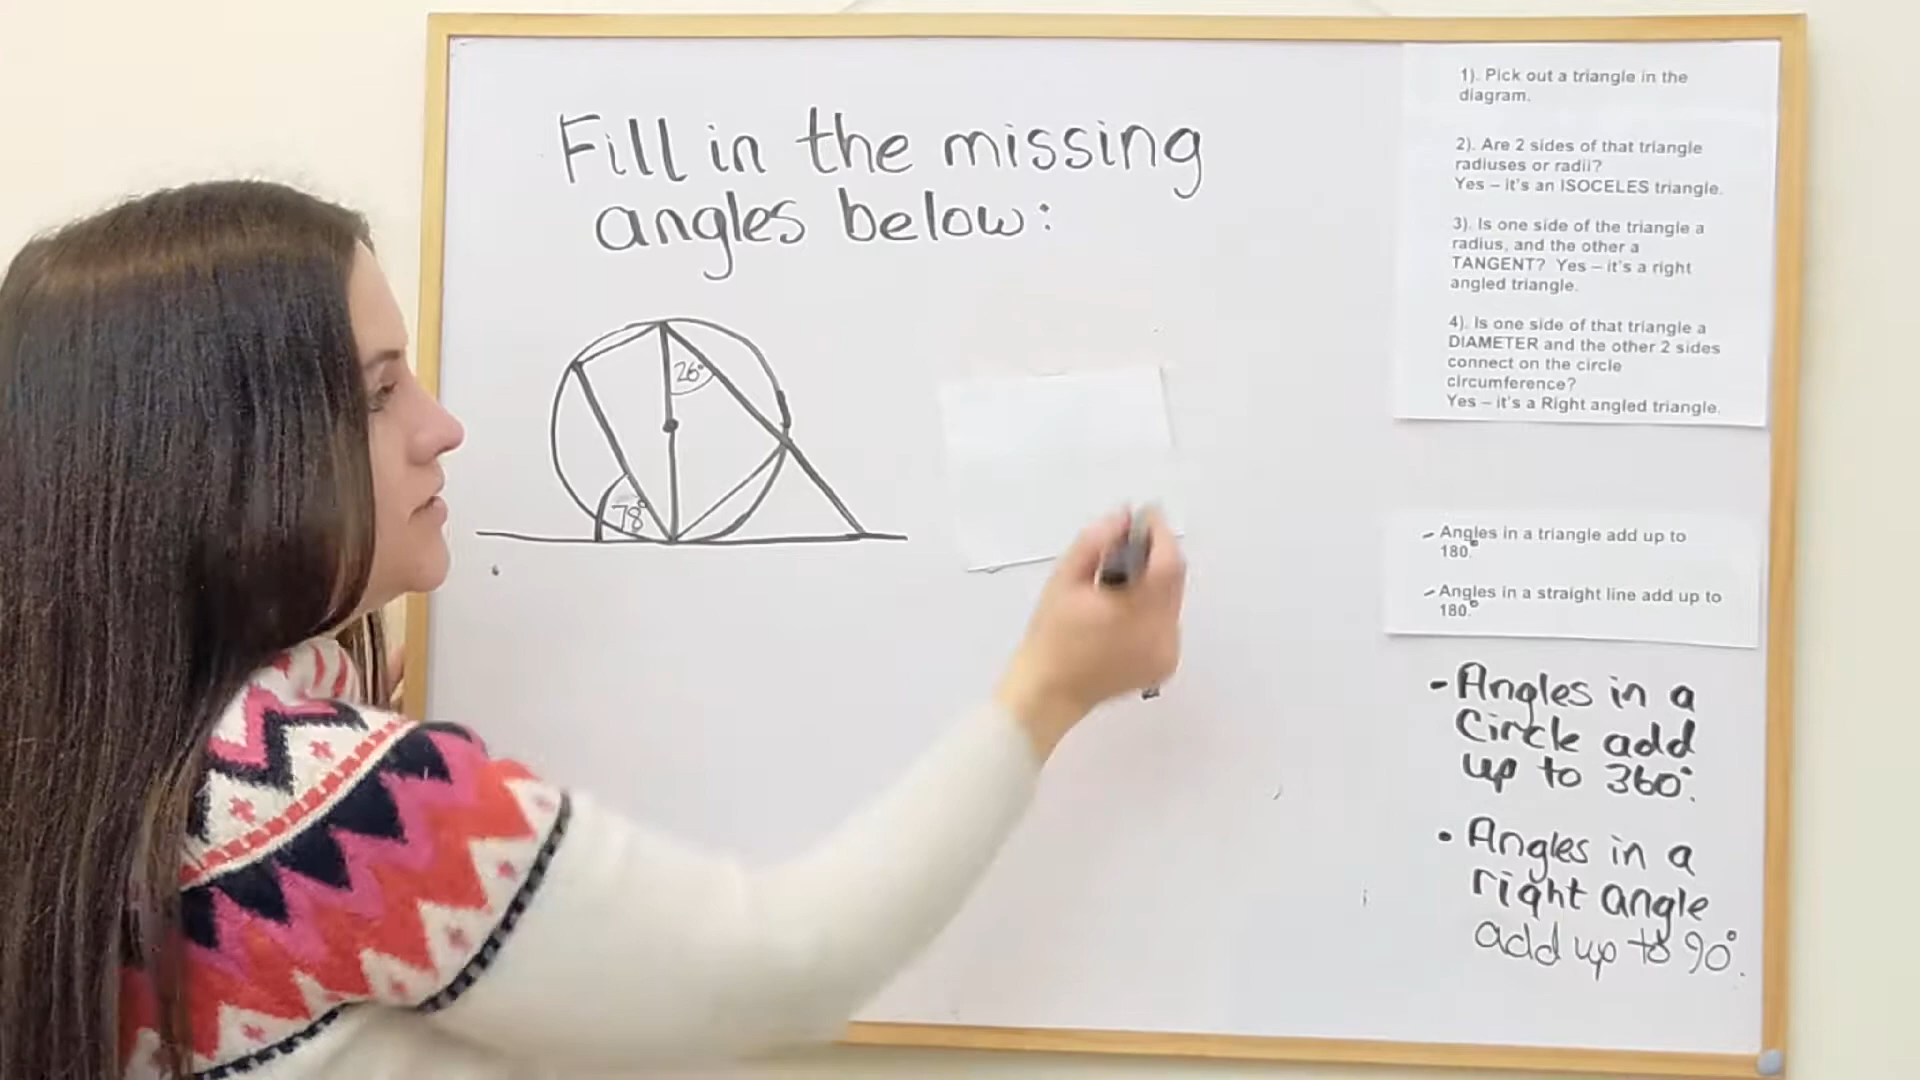 Fill in the missing
angles below:
26°
78°
1). Pick out a triangle in the
diagram.
2). Are 2 sides of that triangle
radiuses or radii?
Yes – it's an ISOCELES triangle.
3). Is one side of the triangle a
radius, and the other a
TANGENT? Yes – it's a right
angled triangle.
4). Is one side of that triangle a
DIAMETER and the other 2 sides
connect on the circle
circumference?
Yes – it's a Right angled triangle.
- Angles in a triangle add up to
180.°
- Angles in a straight line add up to
180.°
- Angles in a
Circle add
up to 360°.
• Angles in a
right angle
add up to 90°.